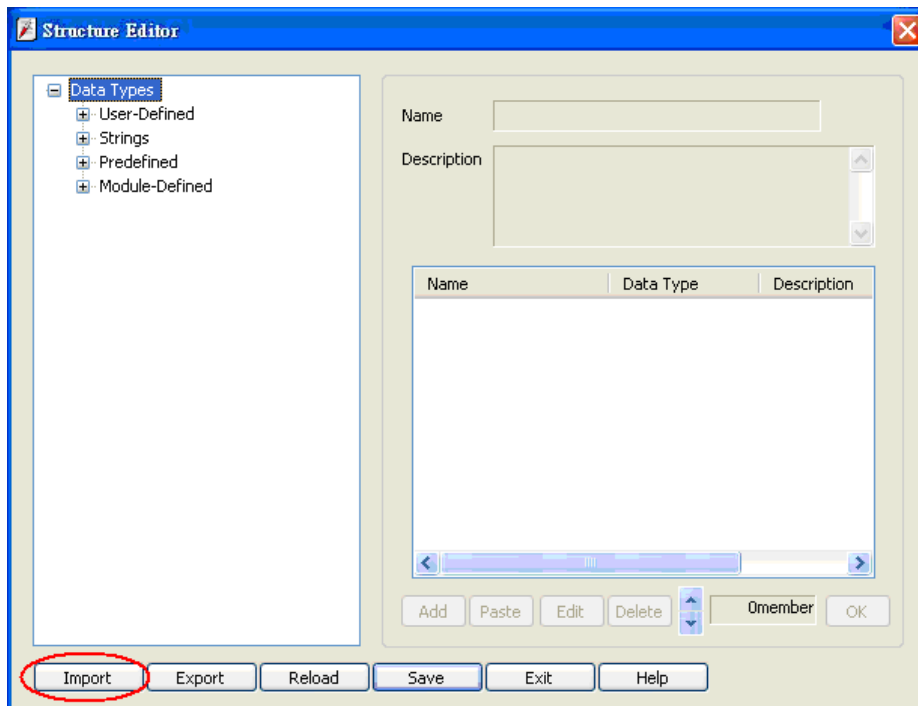 Structure Editor
Data Types
User-Defined
Strings
Predefined
Module-Defined
Name
Description
Name Data Type Description
Add Paste Edit Delete 0member OK
Import Export Reload Save Exit Help